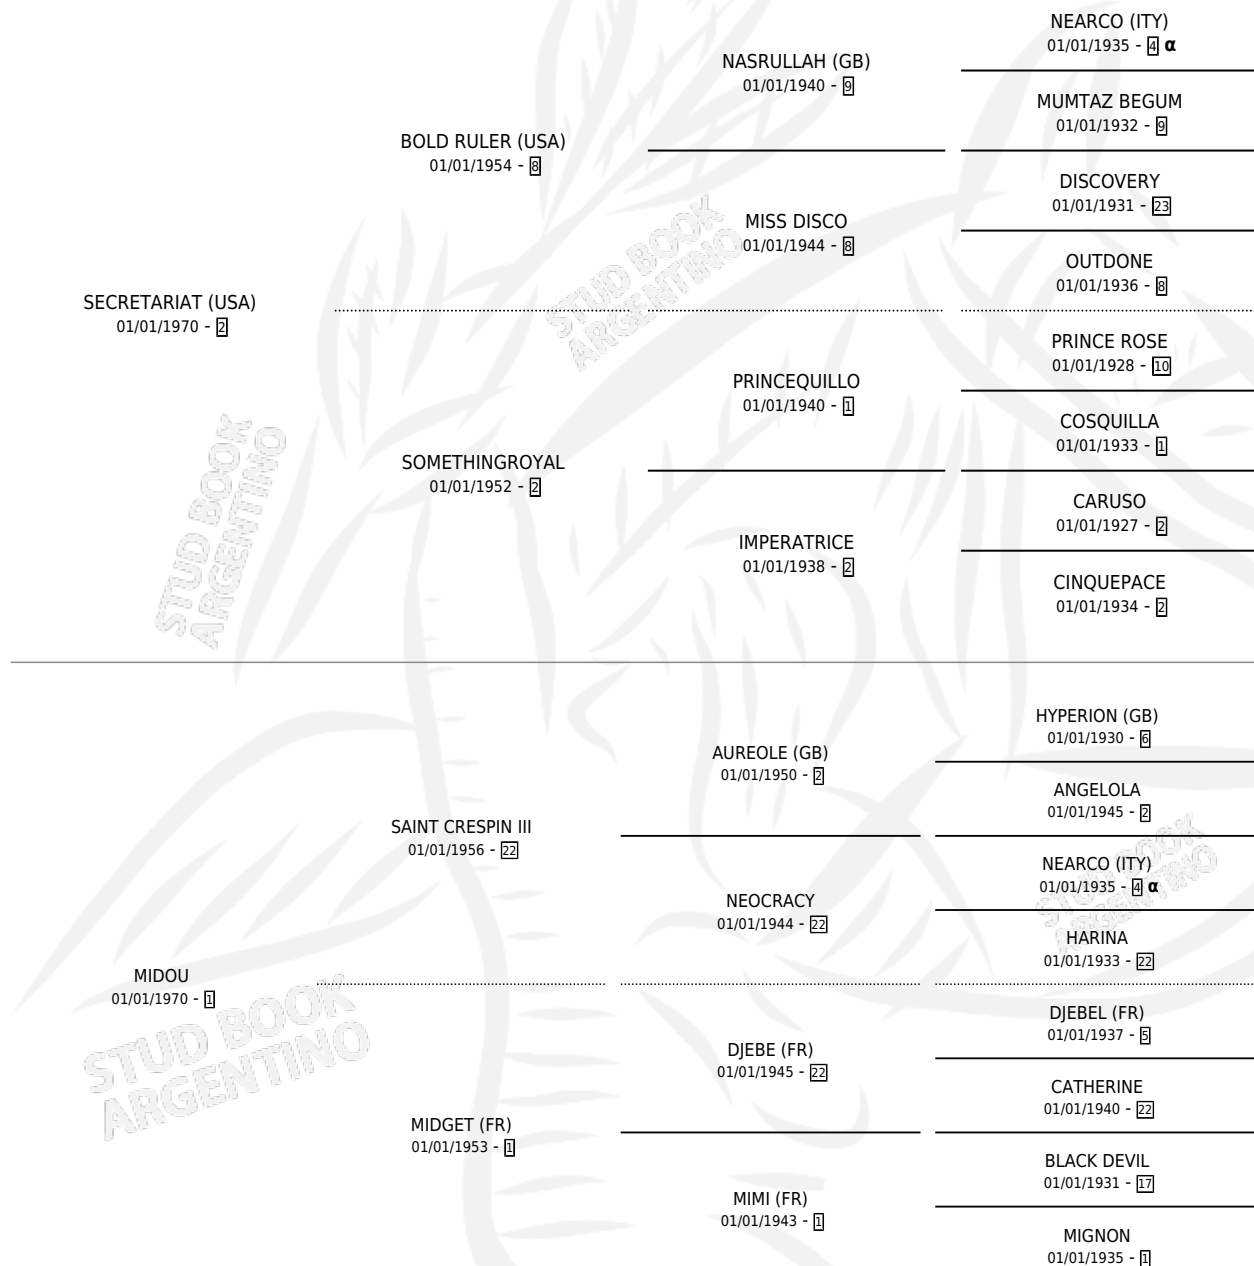 NEARCO (ITY)
01/01/1935 - 4 α
NASRULLAH (GB)
01/01/1940 - 9
MUMTAZ BEGUM
01/01/1932 - 9
BOLD RULER (USA)
01/01/1954 - 8
DISCOVERY
01/01/1931 - 23
MISS DISCO
01/01/1944 - 8
OUTDONE
01/01/1936 - 8
SECRETARIAT (USA)
01/01/1970 - 2
PRINCE ROSE
01/01/1928 - 10
PRINCEQUILLO
01/01/1940 - 1
COSQUILLA
01/01/1933 - 1
SOMETHINGROYAL
01/01/1952 - 2
CARUSO
01/01/1927 - 2
IMPERATRICE
01/01/1938 - 2
CINQUEPACE
01/01/1934 - 2
HYPERION (GB)
01/01/1930 - 6
AUREOLE (GB)
01/01/1950 - 2
ANGELOLA
01/01/1945 - 2
SAINT CRESPIN III
01/01/1956 - 22
NEARCO (ITY)
01/01/1935 - 4 α
NEOCRACY
01/01/1944 - 22
HARINA
01/01/1933 - 22
MIDOU
01/01/1970 - 1
DJEBEL (FR)
01/01/1937 - 5
DJEBE (FR)
01/01/1945 - 22
CATHERINE
01/01/1940 - 22
MIDGET (FR)
01/01/1953 - 1
BLACK DEVIL
01/01/1931 - 17
MIMI (FR)
01/01/1943 - 1
MIGNON
01/01/1935 - 1
STUD BOOK
ARGENTINO
STUD BOOK
ARGENTINO
STUD BOOK
ARGENTINO
STUD BOOK
ARGENTINO